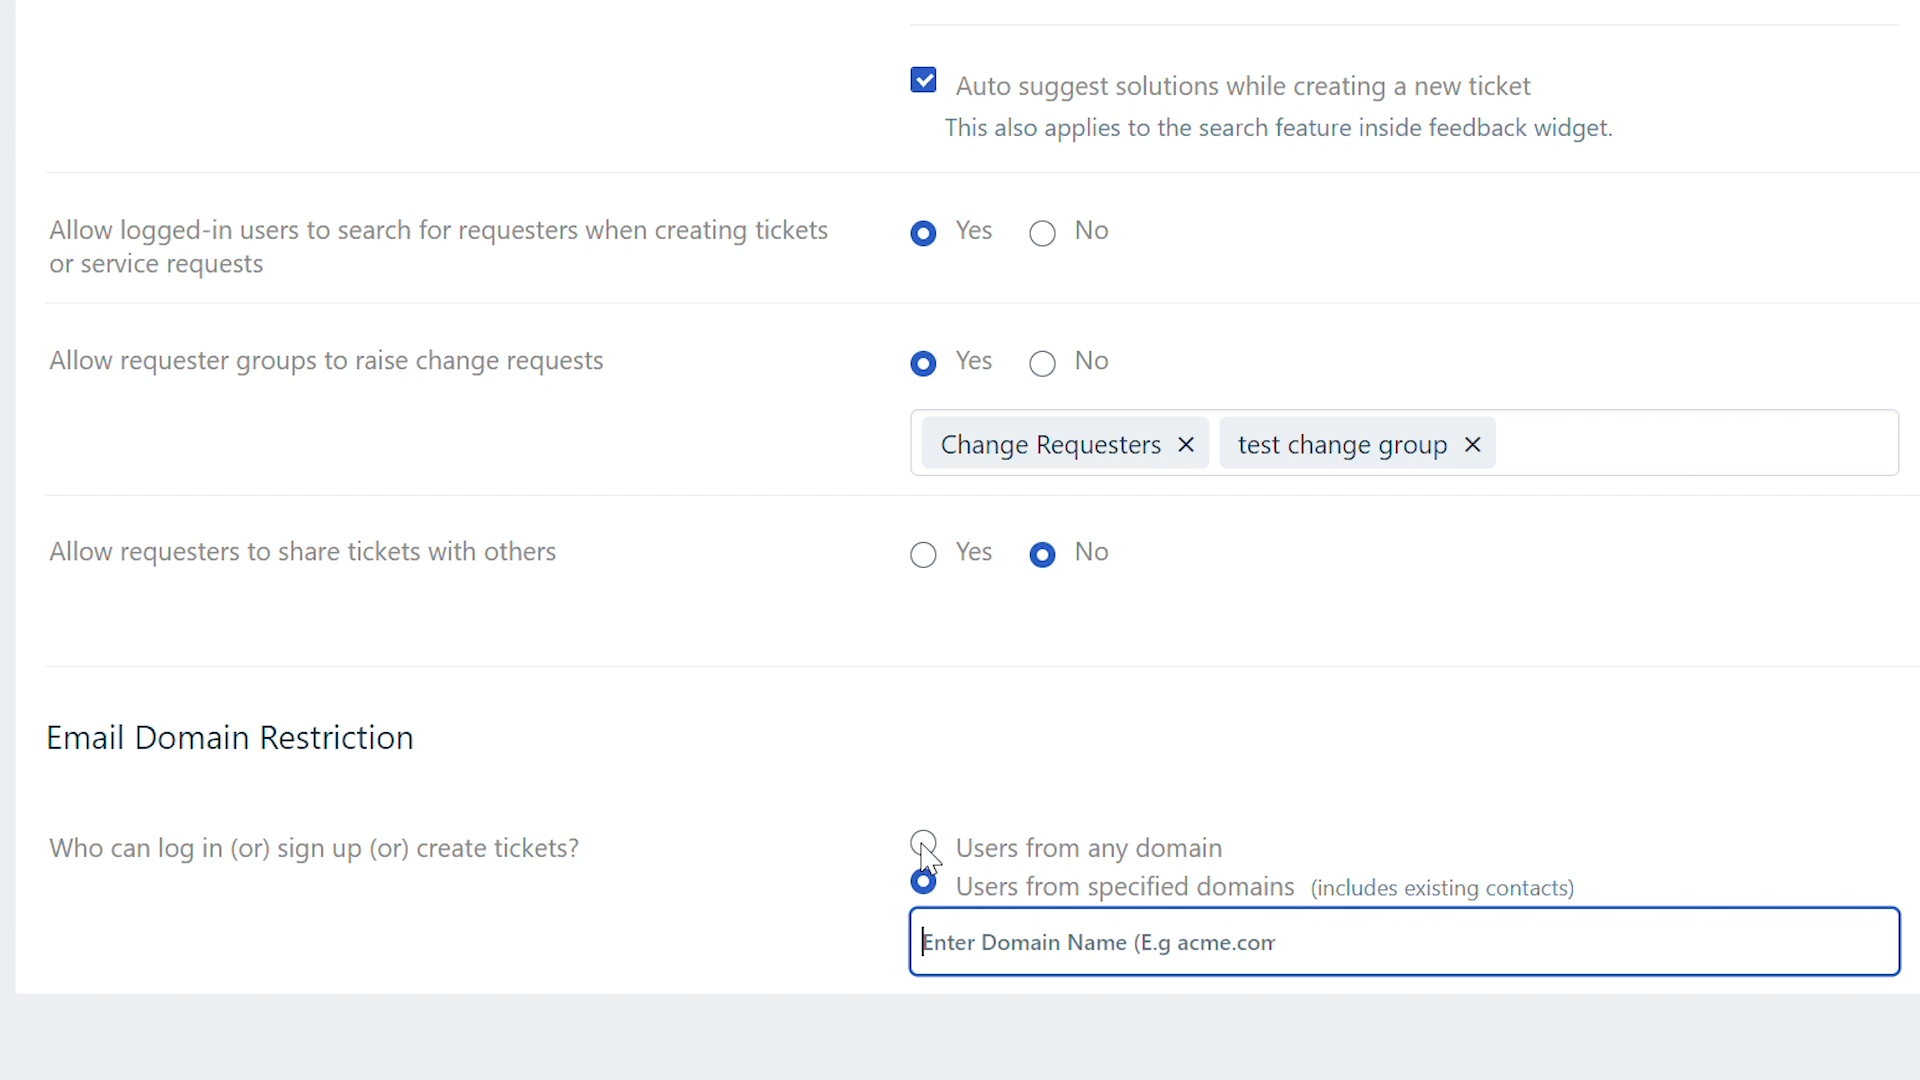 Auto suggest solutions while creating a new ticket
This also applies to the search feature inside feedback widget.
Allow logged-in users to search for requesters when creating tickets
or service requests
Yes No
Allow requester groups to raise change requests
Yes No
Change Requesters × test change group ×
Allow requesters to share tickets with others
Yes No
Email Domain Restriction
Who can log in (or) sign up (or) create tickets?
Users from any domain
Users from specified domains (includes existing contacts)
Enter Domain Name (E.g acme.com